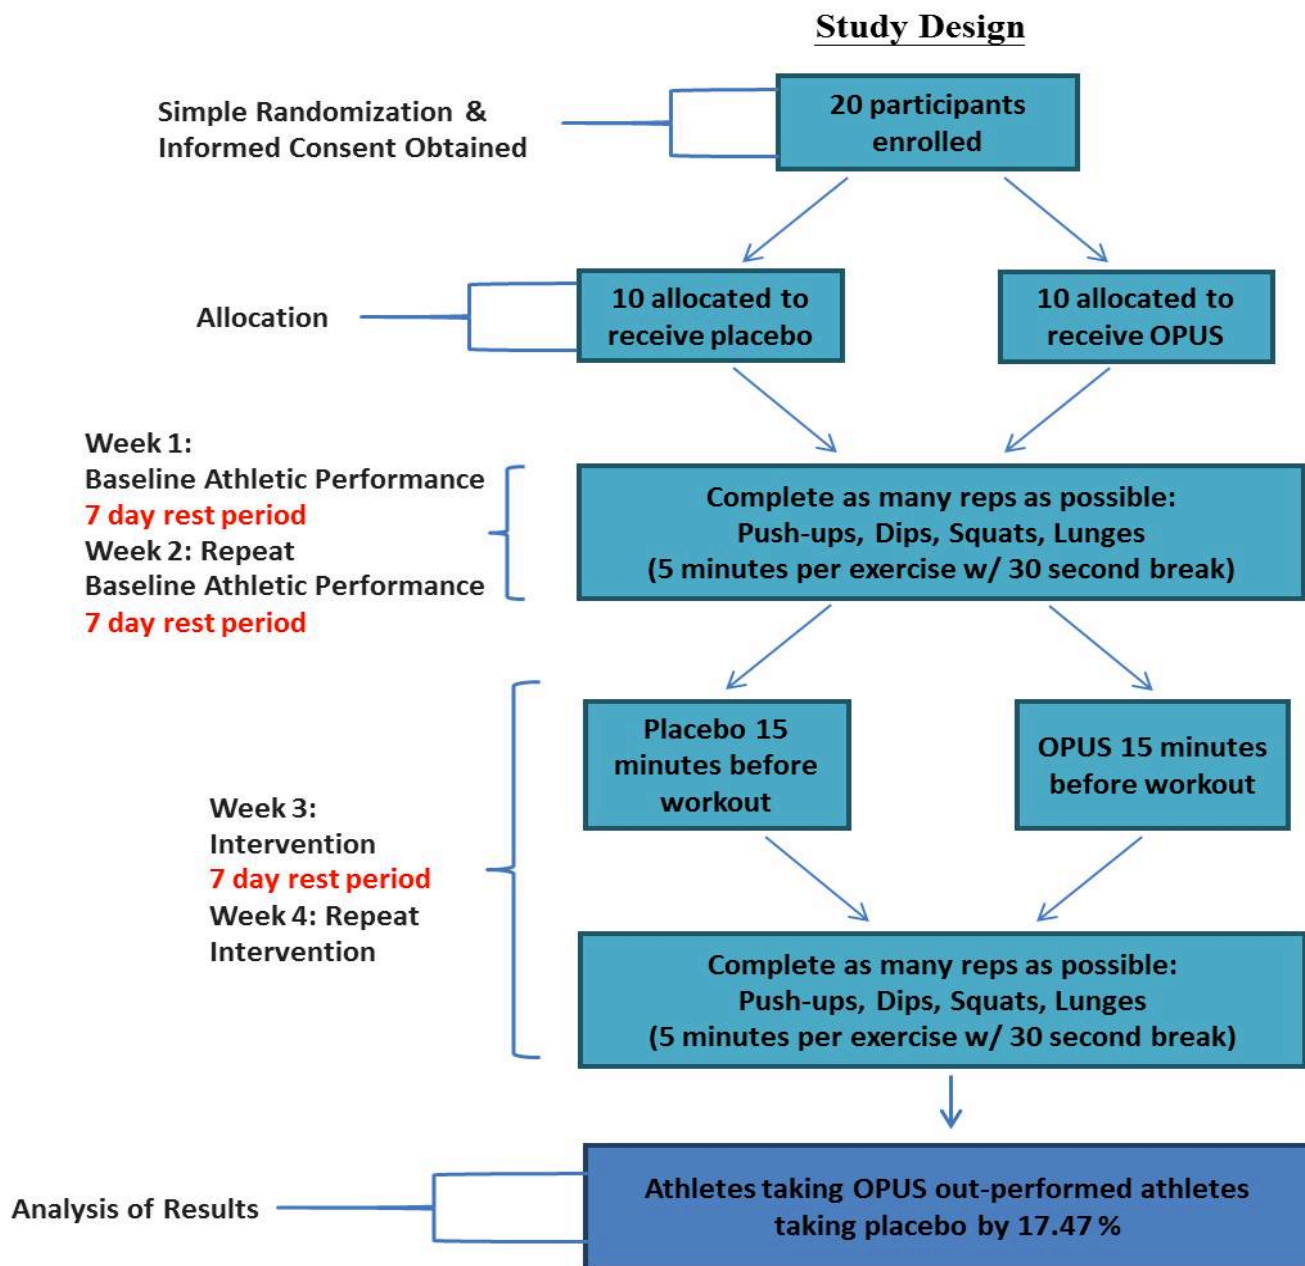 Study Design
Simple Randomization &
Informed Consent Obtained
20 participants
enrolled
Allocation
10 allocated to
receive placebo
10 allocated to
receive OPUS
Week 1:
Baseline Athletic Performance
7 day rest period
Week 2: Repeat
Baseline Athletic Performance
7 day rest period
Complete as many reps as possible:
Push-ups, Dips, Squats, Lunges
(5 minutes per exercise w/ 30 second break)
Week 3:
Intervention
7 day rest period
Week 4: Repeat
Intervention
Placebo 15
minutes before
workout
OPUS 15 minutes
before workout
Complete as many reps as possible:
Push-ups, Dips, Squats, Lunges
(5 minutes per exercise w/ 30 second break)
Analysis of Results
Athletes taking OPUS out-performed athletes
taking placebo by 17.47 %